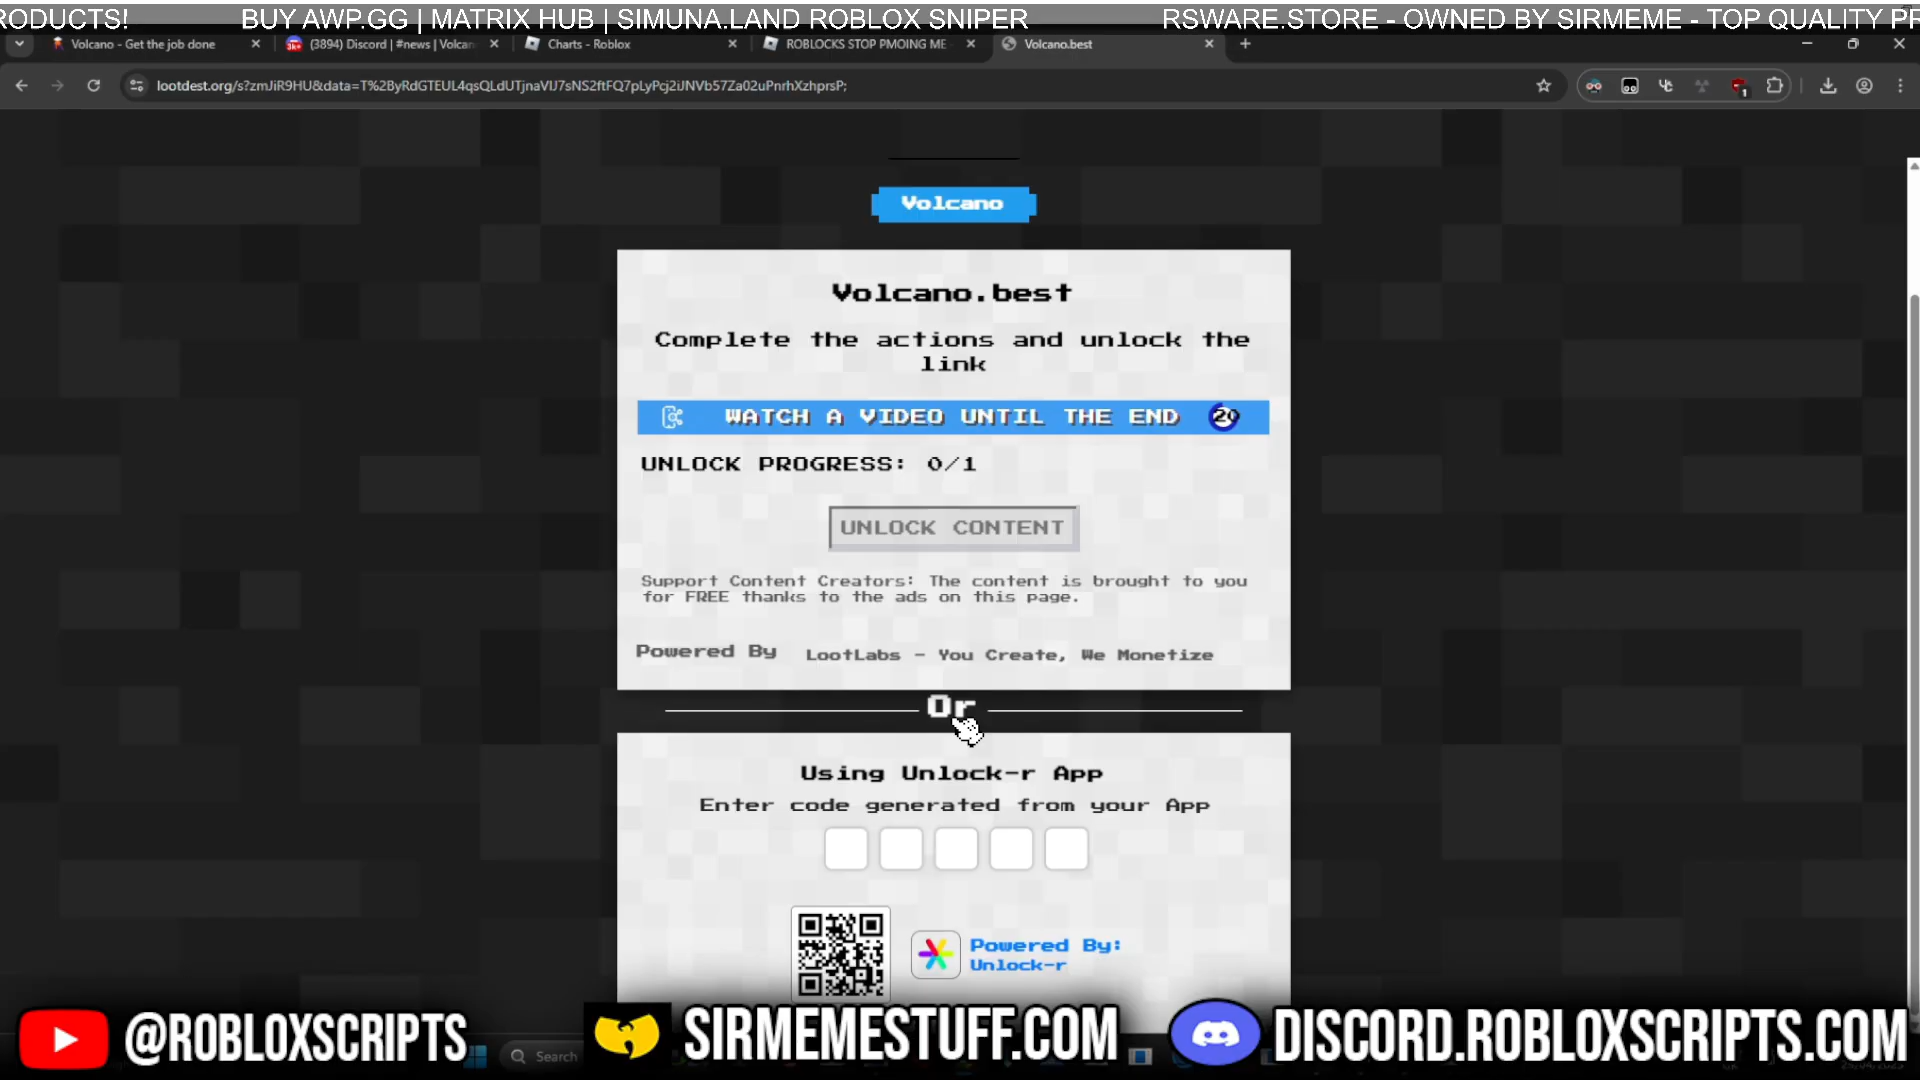 RODUCTS! BUY AWP.GG | MATRIX HUB | SIMUNA.LAND ROBLOX SNIPER RSWARE.STORE - OWNED BY SIRMEME - TOP QUALITY PR
Volcano - Get the job done
(3894) Discord | #news | Volcan
Charts - Roblox
ROBLOCKS STOP PMOING ME
Volcano.best
lootdest.org/s?zmJiR9HU&data=T%2ByRdGTEUL4qsQLdUTjnaVIJ7sNS2ftFQ7pLyPcj2iJNVb57Za02uPnrhXzhprsP;
1
Volcano
Volcano.best
Complete the actions and unlock the
link
WATCH A VIDEO UNTIL THE END 20
UNLOCK PROGRESS: 0/1
UNLOCK CONTENT
Support Content Creators: The content is brought to you
for FREE thanks to the ads on this page.
Powered By LootLabs - You Create, We Monetize
Or
Using Unlock-r App
Enter code generated from your App
Powered By:
Unlock-r
@ROBLOXSCRIPTS
Search
SIRMEMESTUFF.COM
DISCORD.ROBLOXSCRIPTS.COM